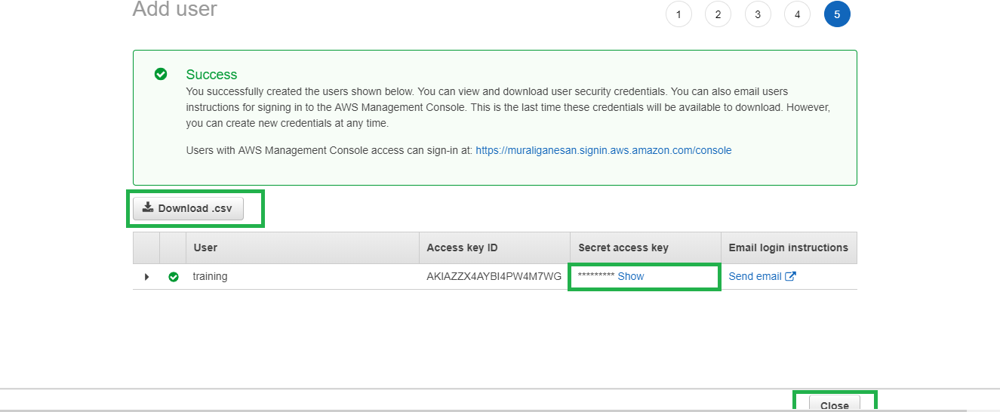 Add user
1 2 3 4 5
Success
You successfully created the users shown below. You can view and download user security credentials. You can also email users
instructions for signing in to the AWS Management Console. This is the last time these credentials will be available to download. However,
you can create new credentials at any time.
Users with AWS Management Console access can sign-in at: https://muraliganesan.signin.aws.amazon.com/console
Download .csv
User Access key ID Secret access key Email login instructions
training AKIAZZX4AYBI4PW4M7WG ********* Show Send email
Close